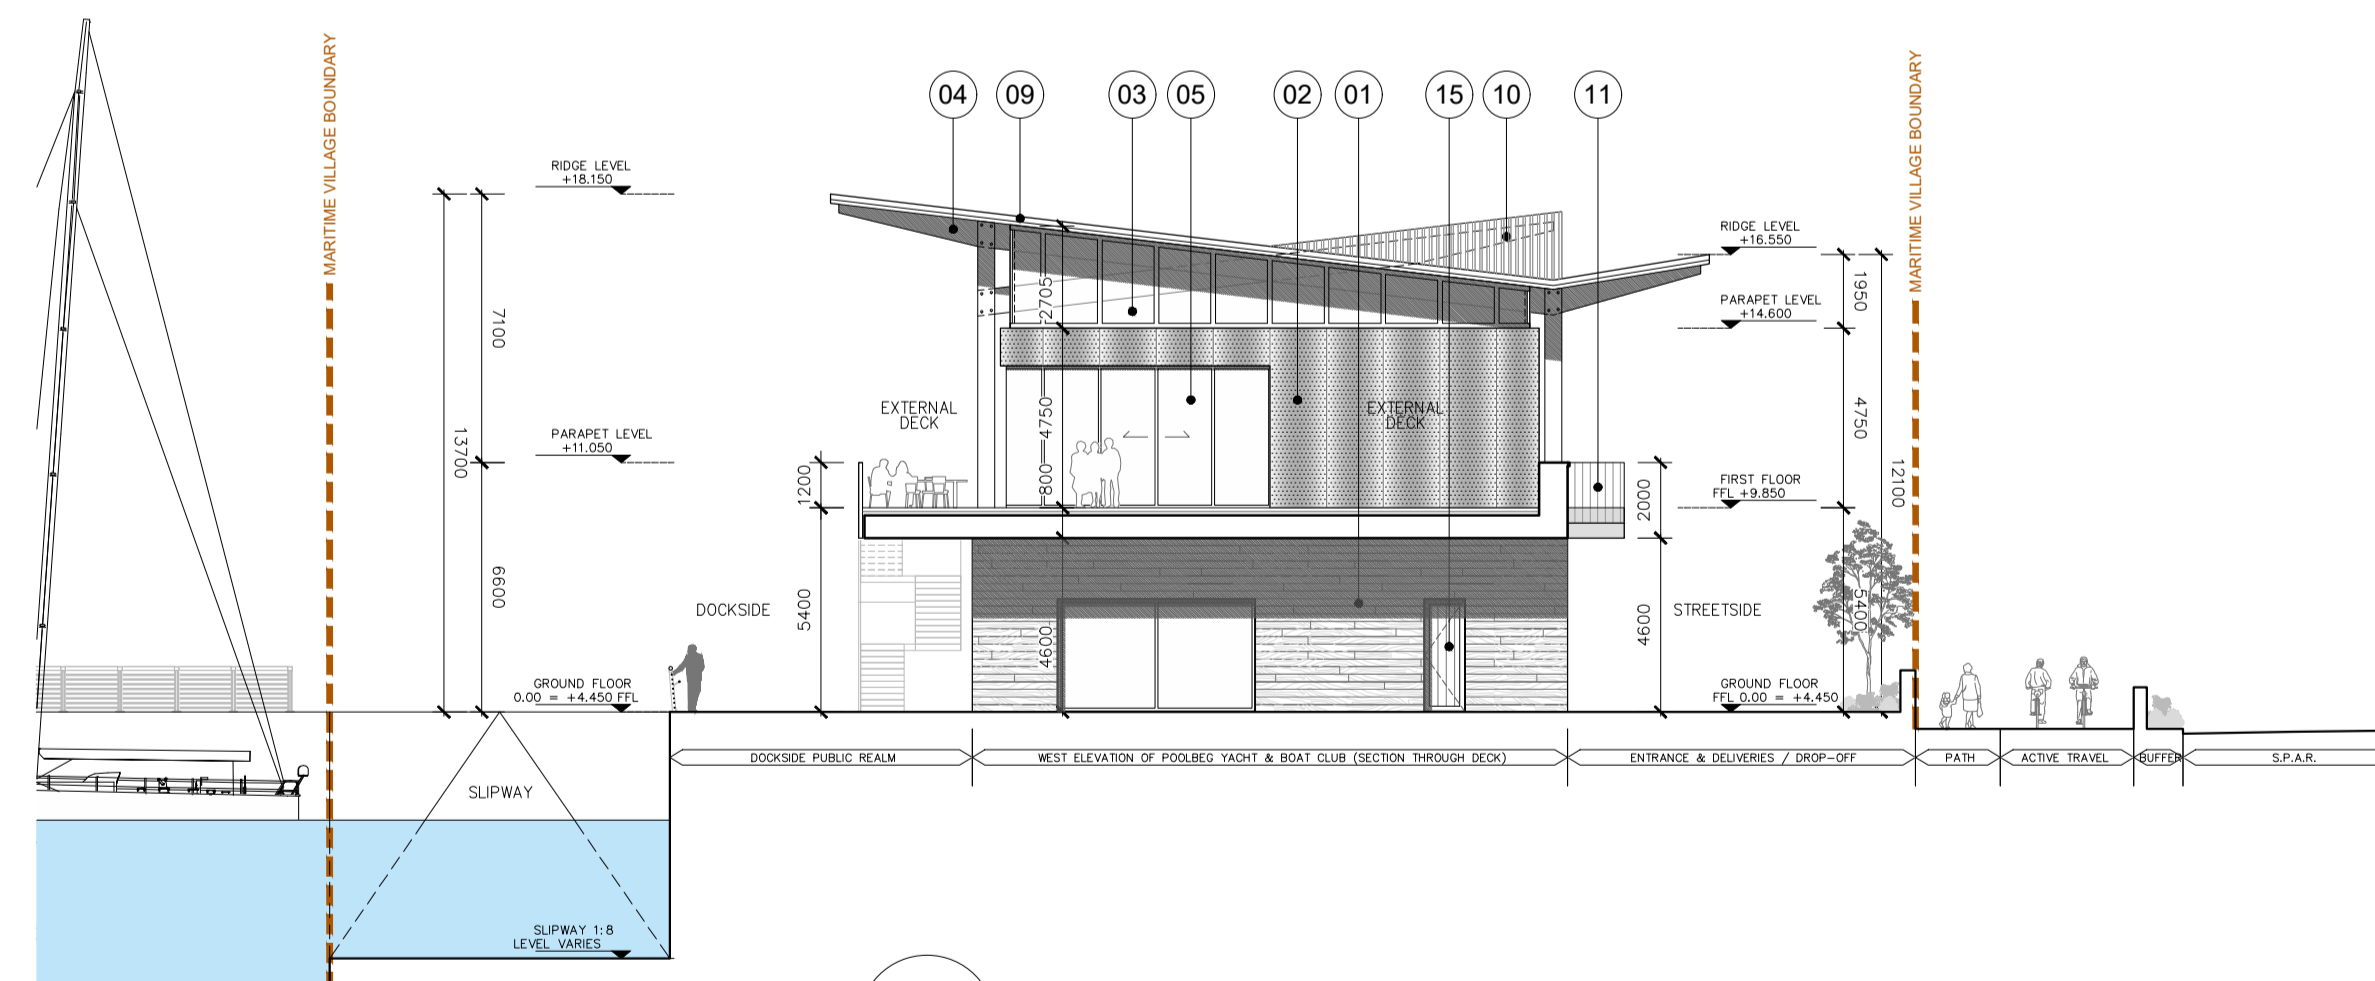 MARITIME VILLAGE BOUNDARY
04
09
03
05
02
01
15
10
11
MARITIME VILLAGE BOUNDARY
RIDGE LEVEL
+18.150
RIDGE LEVEL
+16.550
PARAPET LEVEL
+14.600
PARAPET LEVEL
+11.050
FIRST FLOOR
FFL +9.850
GROUND FLOOR
0.00 = +4.450 FFL
GROUND FLOOR
FFL 0.00 = +4.450
7100
13700
6600
1200
5400
2705
4750
800
4600
2000
4600
1950
4750
12100
5400
EXTERNAL
DECK
EXTERNAL
DECK
DOCKSIDE
STREETSIDE
DOCKSIDE PUBLIC REALM
WEST ELEVATION OF POOLBEG YACHT & BOAT CLUB (SECTION THROUGH DECK)
ENTRANCE & DELIVERIES / DROP-OFF
PATH
ACTIVE TRAVEL
BUFFER
S.P.A.R.
SLIPWAY
SLIPWAY 1:8
LEVEL VARIES